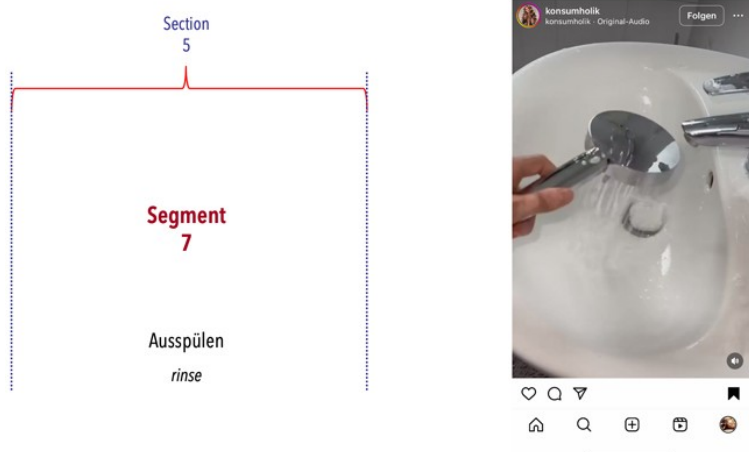 Section
5
Segment
7
Ausspülen
rinse
konsumholik
konsumholik · Original-Audio
Folgen